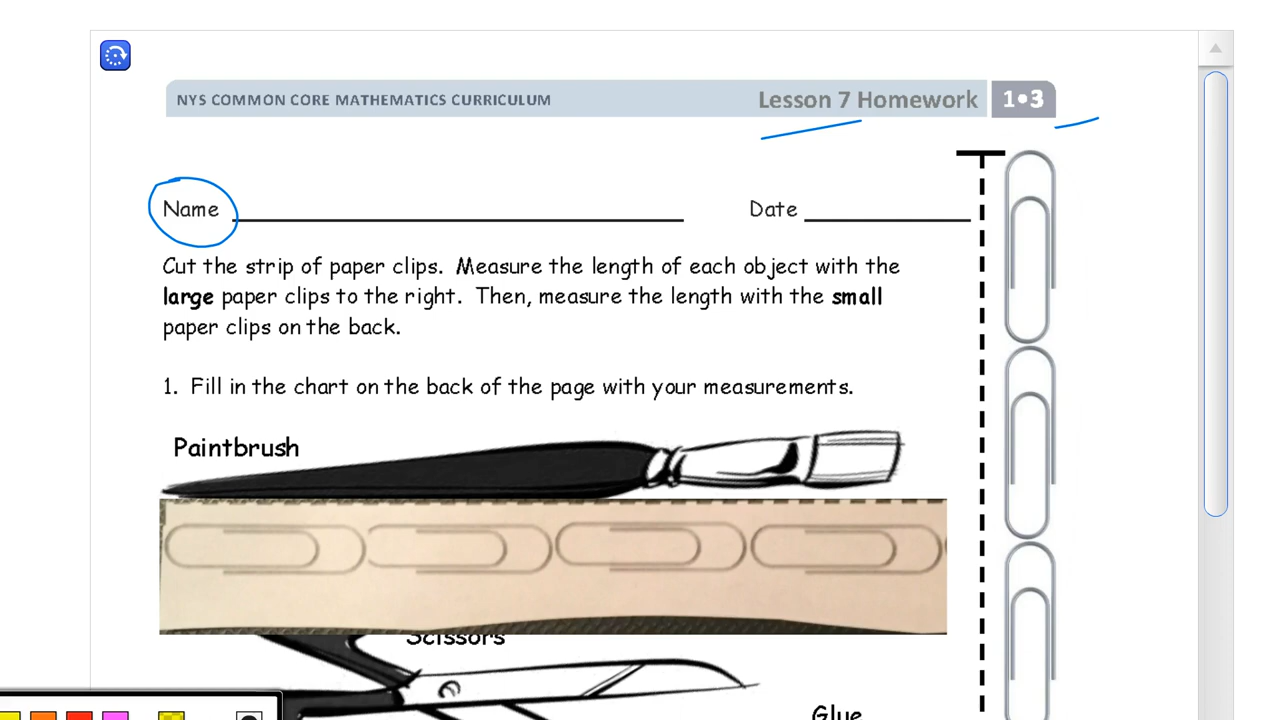 NYS COMMON CORE MATHEMATICS CURRICULUM
Lesson 7 Homework 1•3
Name
Date
Cut the strip of paper clips. Measure the length of each object with the
large paper clips to the right. Then, measure the length with the small
paper clips on the back.
1. Fill in the chart on the back of the page with your measurements.
Paintbrush
Scissors
Glue